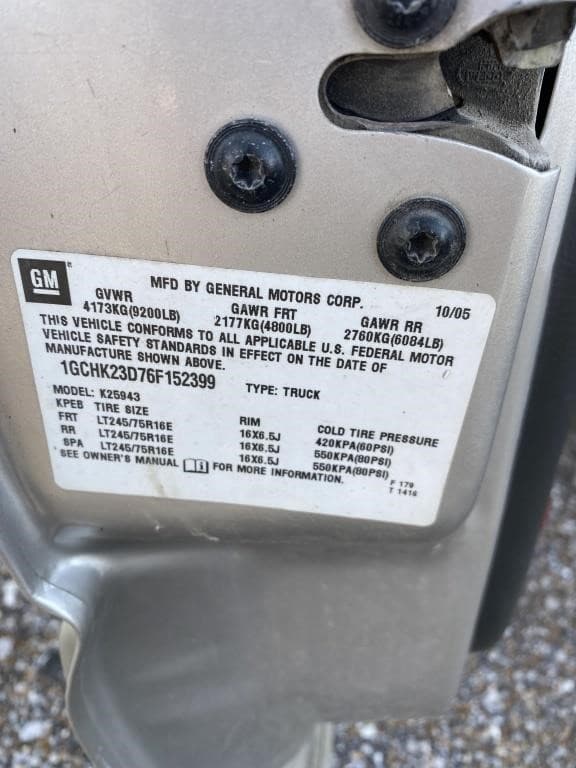 GM
MFD BY GENERAL MOTORS CORP. 10/05
GVWR GAWR FRT GAWR RR
4173KG(9200LB) 2177KG(4800LB) 2760KG(6084LB)
THIS VEHICLE CONFORMS TO ALL APPLICABLE U.S. FEDERAL MOTOR
VEHICLE SAFETY STANDARDS IN EFFECT ON THE DATE OF
MANUFACTURE SHOWN ABOVE.
1GCHK23D76F152399 TYPE: TRUCK
MODEL: K25943
KPEB TIRE SIZE RIM COLD TIRE PRESSURE
FRT LT245/75R16E 16X6.5J 420KPA(60PSI)
RR LT245/75R16E 16X6.5J 550KPA(80PSI)
SPA LT245/75R16E 16X6.5J 550KPA(80PSI)
SEE OWNER'S MANUAL FOR MORE INFORMATION.
F 179
T 1416